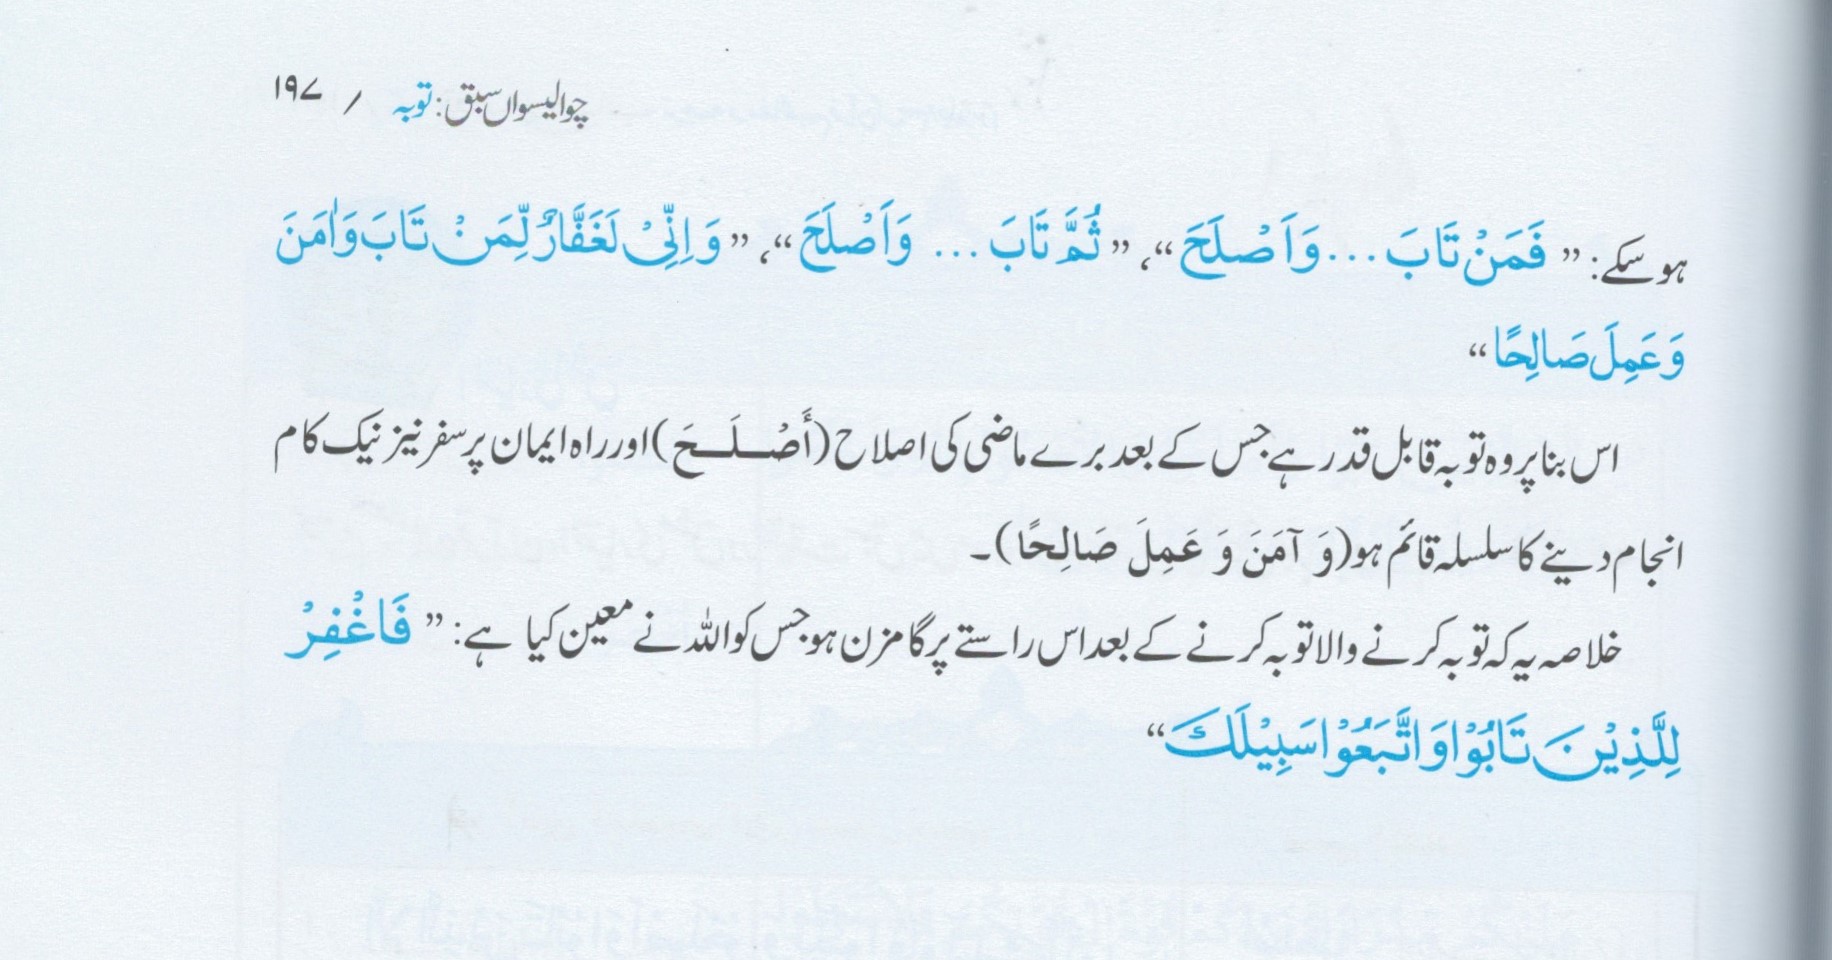 چوالیسواں سبق: توبہ / ۱۹۷
ہوسکے: ” فَمَنْ تَابَ ... وَاَصْلَحَ “، ” ثُمَّ تَابَ ... وَاَصْلَحَ “، ” وَاِنِّىْ لَغَفَّارٌ لِّمَنْ تَابَ وَاٰمَنَ
وَعَمِلَ صَالِحًا “
اس بنا پر وہ توبہ قابل قدر ہے جس کے بعد برے ماضی کی اصلاح (أَصْلَحَ) اور راہ ایمان پر سفر نیز نیک کام
انجام دینے کا سلسلہ قائم ہو (وَ آمَنَ وَ عَمِلَ صَالِحًا)۔
خلاصہ یہ کہ توبہ کرنے والا توبہ کرنے کے بعد اس راستے پر گامزن ہو جس کو اللہ نے معین کیا ہے: ” فَاغْفِرْ
لِلَّذِيْنَ تَابُوْا وَاتَّبَعُوْا سَبِيْلَكَ “